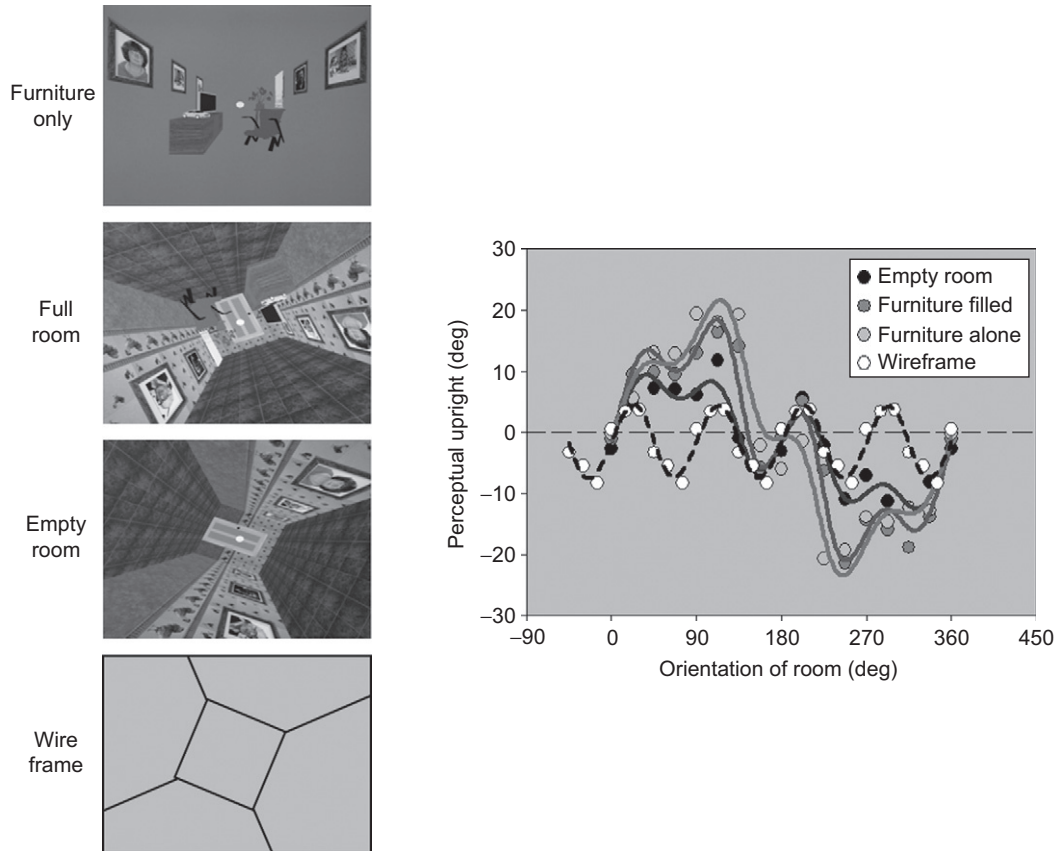 Furniture
only
Full
room
Empty
room
Wire
frame
Perceptual upright (deg)
30
20
10
0
–10
–20
–30
–90
0
90
180
270
360
450
Orientation of room (deg)
Empty room
Furniture filled
Furniture alone
Wireframe